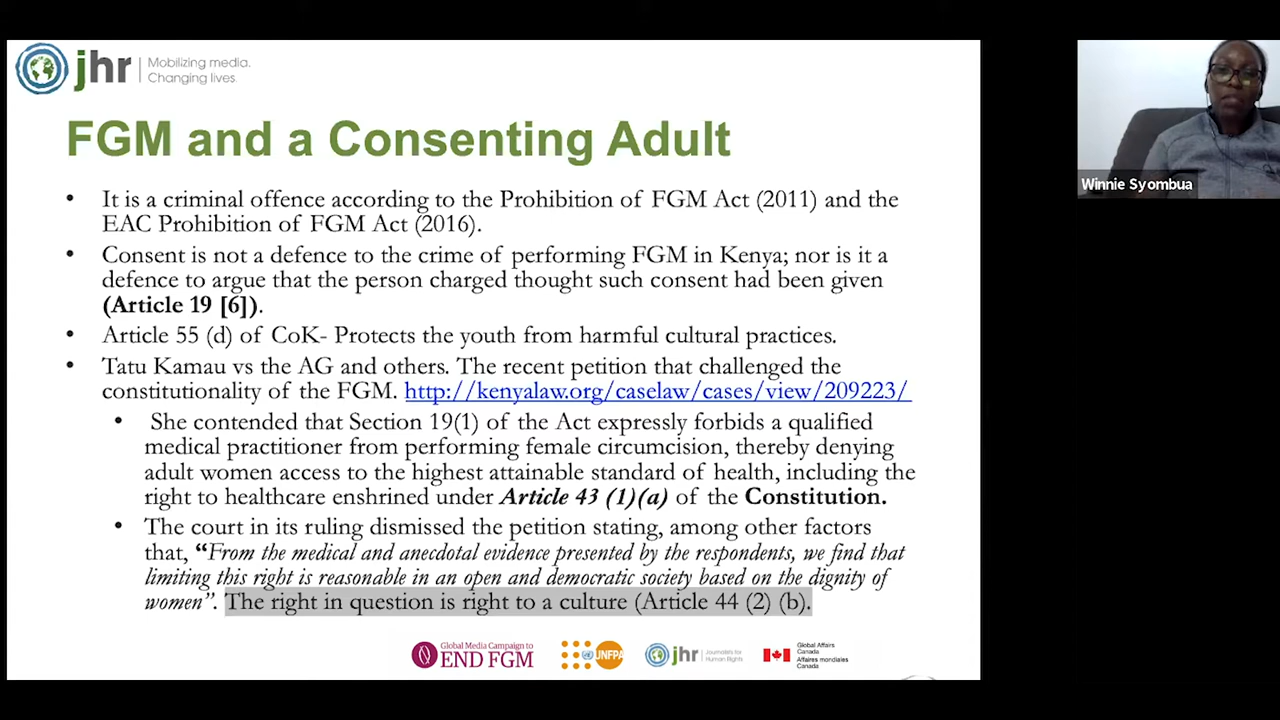 jhr
Mobilizing media.
Changing lives.
FGM and a Consenting Adult
• It is a criminal offence according to the Prohibition of FGM Act (2011) and the
EAC Prohibition of FGM Act (2016).
• Consent is not a defence to the crime of performing FGM in Kenya; nor is it a
defence to argue that the person charged thought such consent had been given
(Article 19 [6]).
• Article 55 (d) of CoK- Protects the youth from harmful cultural practices.
• Tatu Kamau vs the AG and others. The recent petition that challenged the
constitutionality of the FGM. http://kenyalaw.org/caselaw/cases/view/209223/
• She contended that Section 19(1) of the Act expressly forbids a qualified
medical practitioner from performing female circumcision, thereby denying
adult women access to the highest attainable standard of health, including the
right to healthcare enshrined under Article 43 (1)(a) of the Constitution.
• The court in its ruling dismissed the petition stating, among other factors
that, “From the medical and anecdotal evidence presented by the respondents, we find that
limiting this right is reasonable in an open and democratic society based on the dignity of
women”. The right in question is right to a culture (Article 44 (2) (b).
Global Media Campaign to
END FGM
UNFPA
jhr
Journalists for
Human Rights
Global Affairs
Canada
Affaires mondiales
Canada
Winnie Syombua